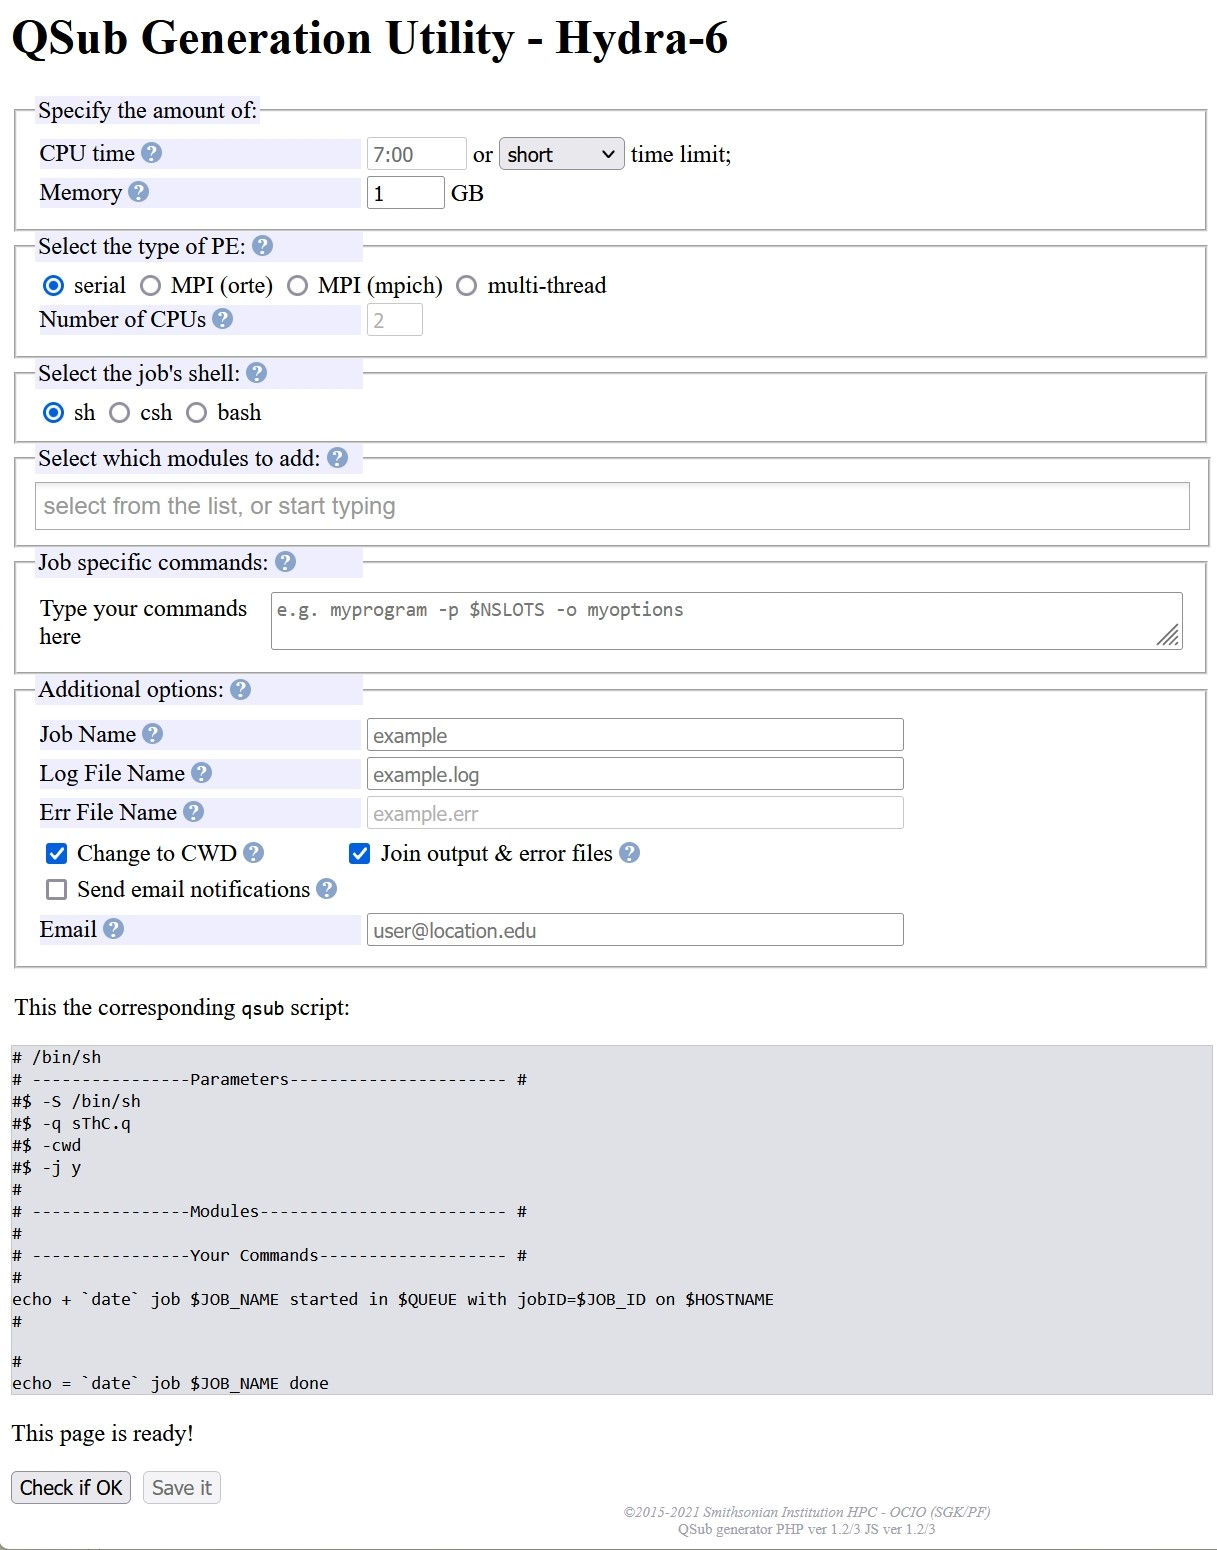 QSub Generation Utility - Hydra-6
Specify the amount of:
CPU time ? 7:00 or short time limit;
Memory ? 1 GB
Select the type of PE: ?
serial MPI (orte) MPI (mpich) multi-thread
Number of CPUs ? 2
Select the job's shell: ?
sh csh bash
Select which modules to add: ?
select from the list, or start typing
Job specific commands: ?
Type your commands here
e.g. myprogram -p $NSLOTS -o myoptions
Additional options: ?
Job Name ? example
Log File Name ? example.log
Err File Name ? example.err
Change to CWD ? Join output & error files ?
Send email notifications ?
Email ? user@location.edu
This the corresponding qsub script:
# /bin/sh
# ----------------Parameters---------------------- #
#$ -S /bin/sh
#$ -q sThC.q
#$ -cwd
#$ -j y
#
# ----------------Modules------------------------- #
#
# ----------------Your Commands------------------- #
#
echo + `date` job $JOB_NAME started in $QUEUE with jobID=$JOB_ID on $HOSTNAME
#
#
echo = `date` job $JOB_NAME done
This page is ready!
Check if OK Save it
©2015-2021 Smithsonian Institution HPC - OCIO (SGK/PF)
QSub generator PHP ver 1.2/3 JS ver 1.2/3